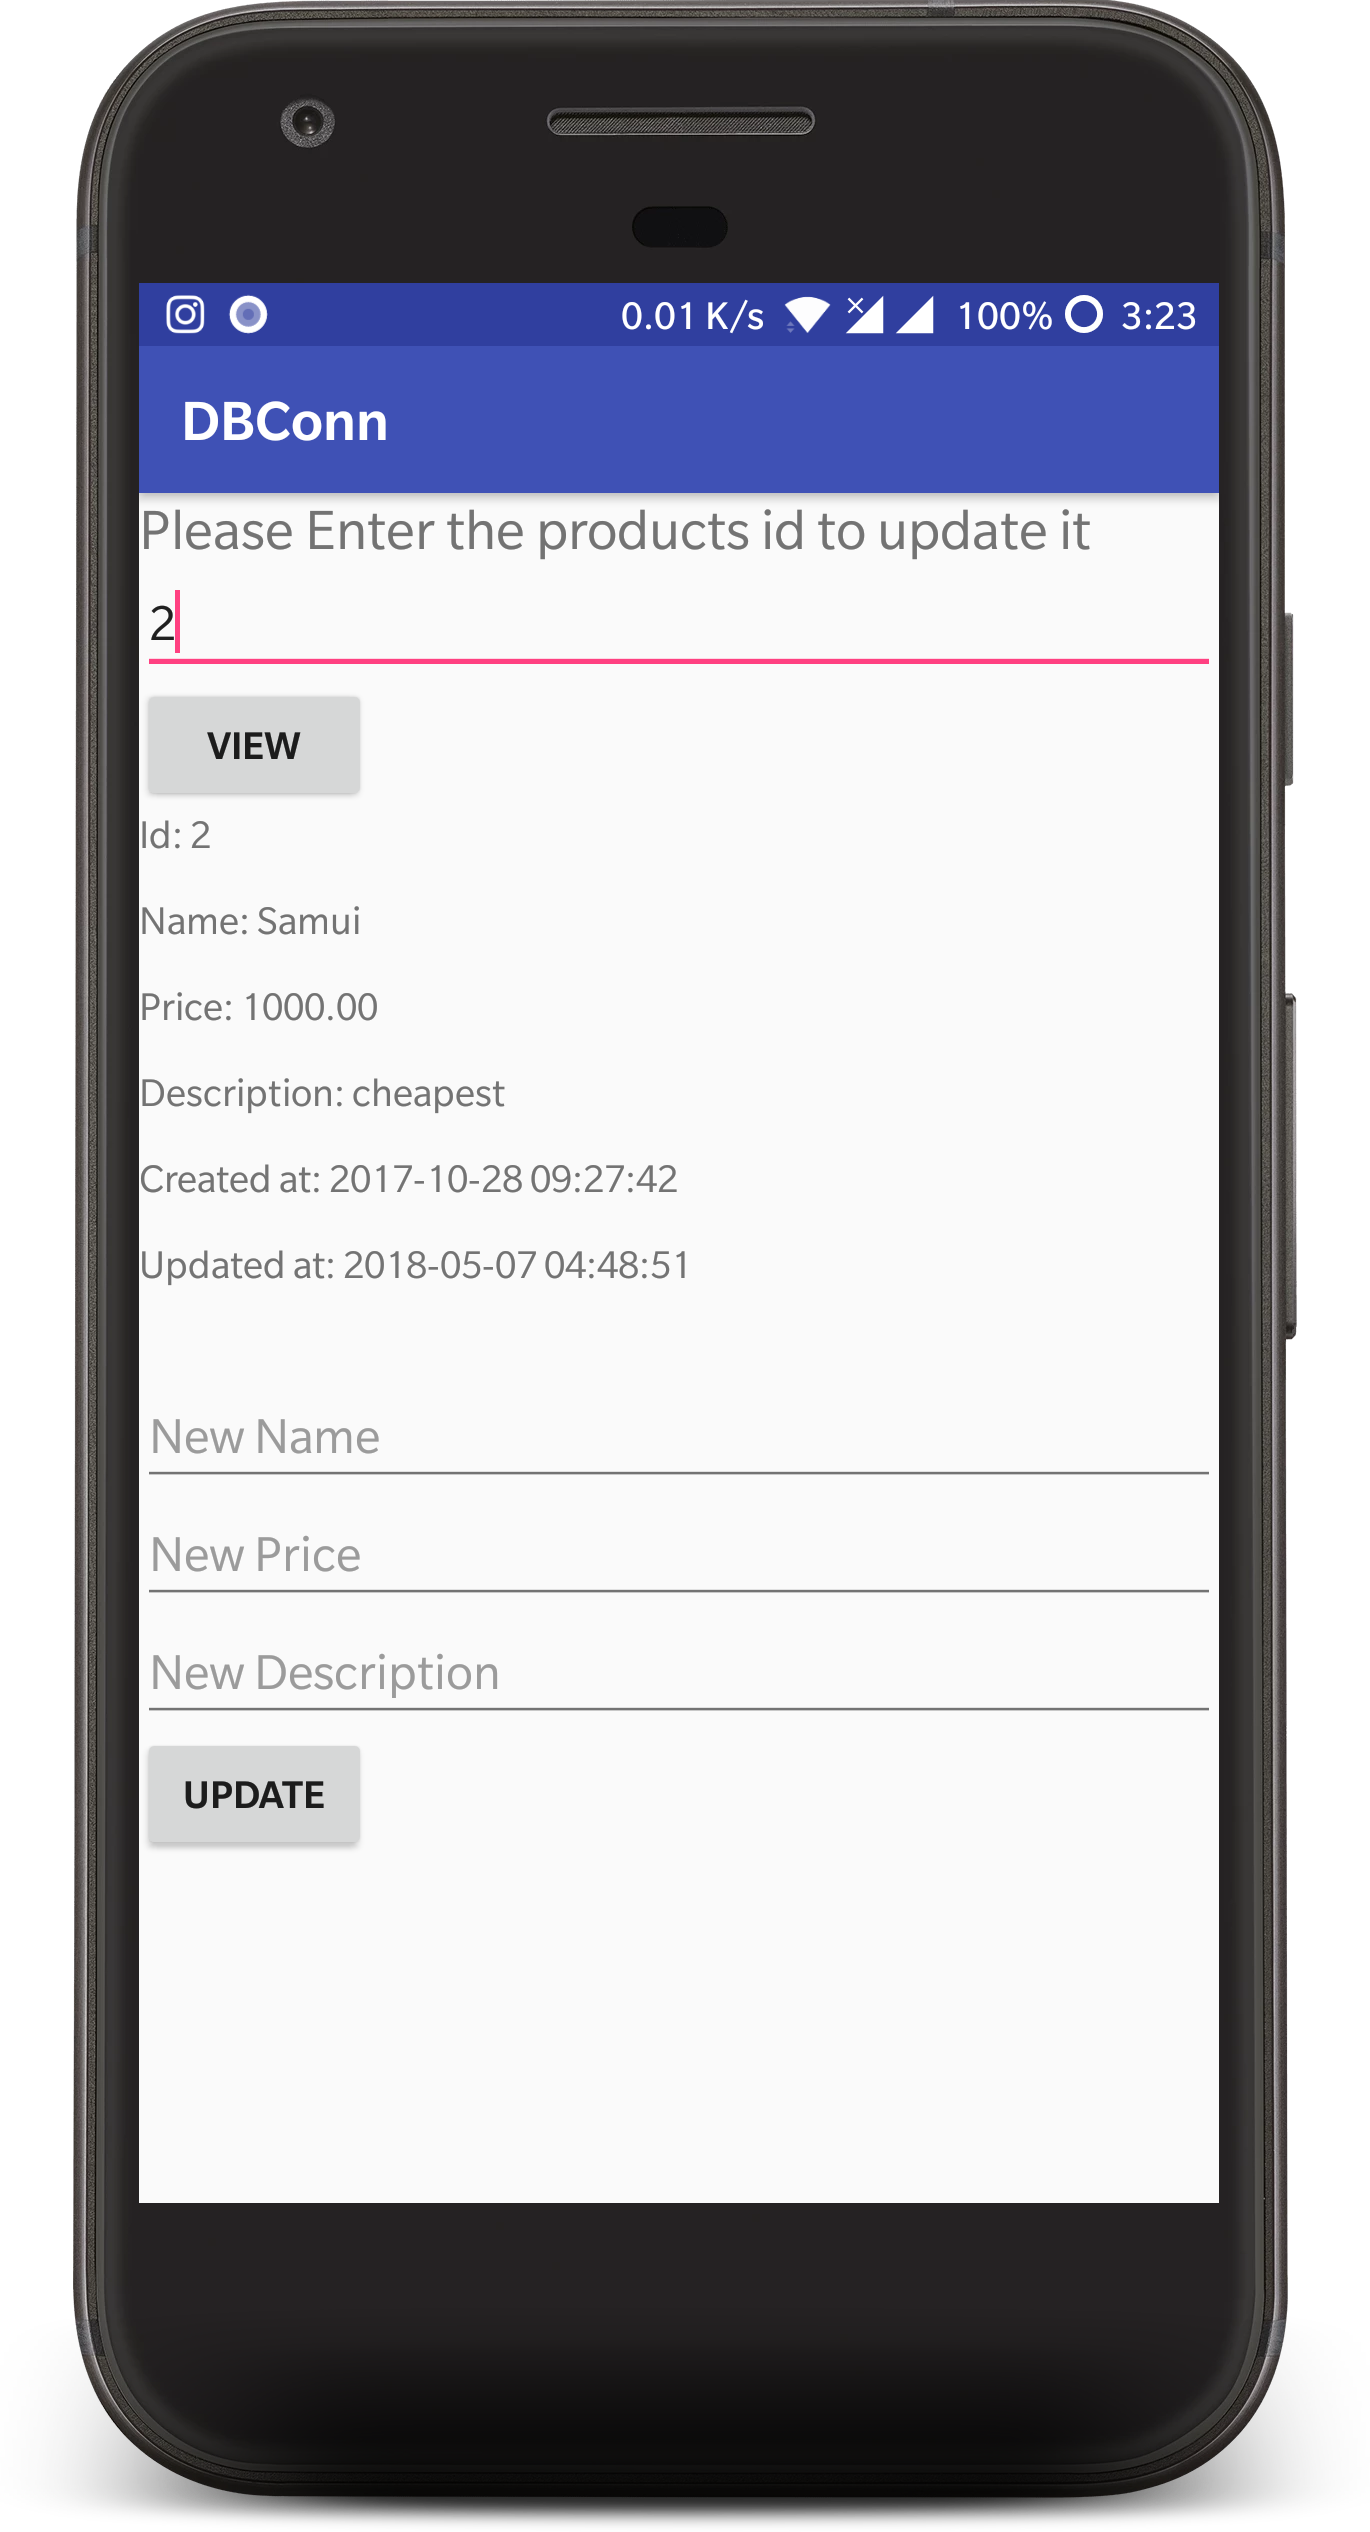 0.01 K/s 100% 3:23
DBConn
Please Enter the products id to update it
2
VIEW
Id: 2
Name: Samui
Price: 1000.00
Description: cheapest
Created at: 2017-10-28 09:27:42
Updated at: 2018-05-07 04:48:51
New Name
New Price
New Description
UPDATE